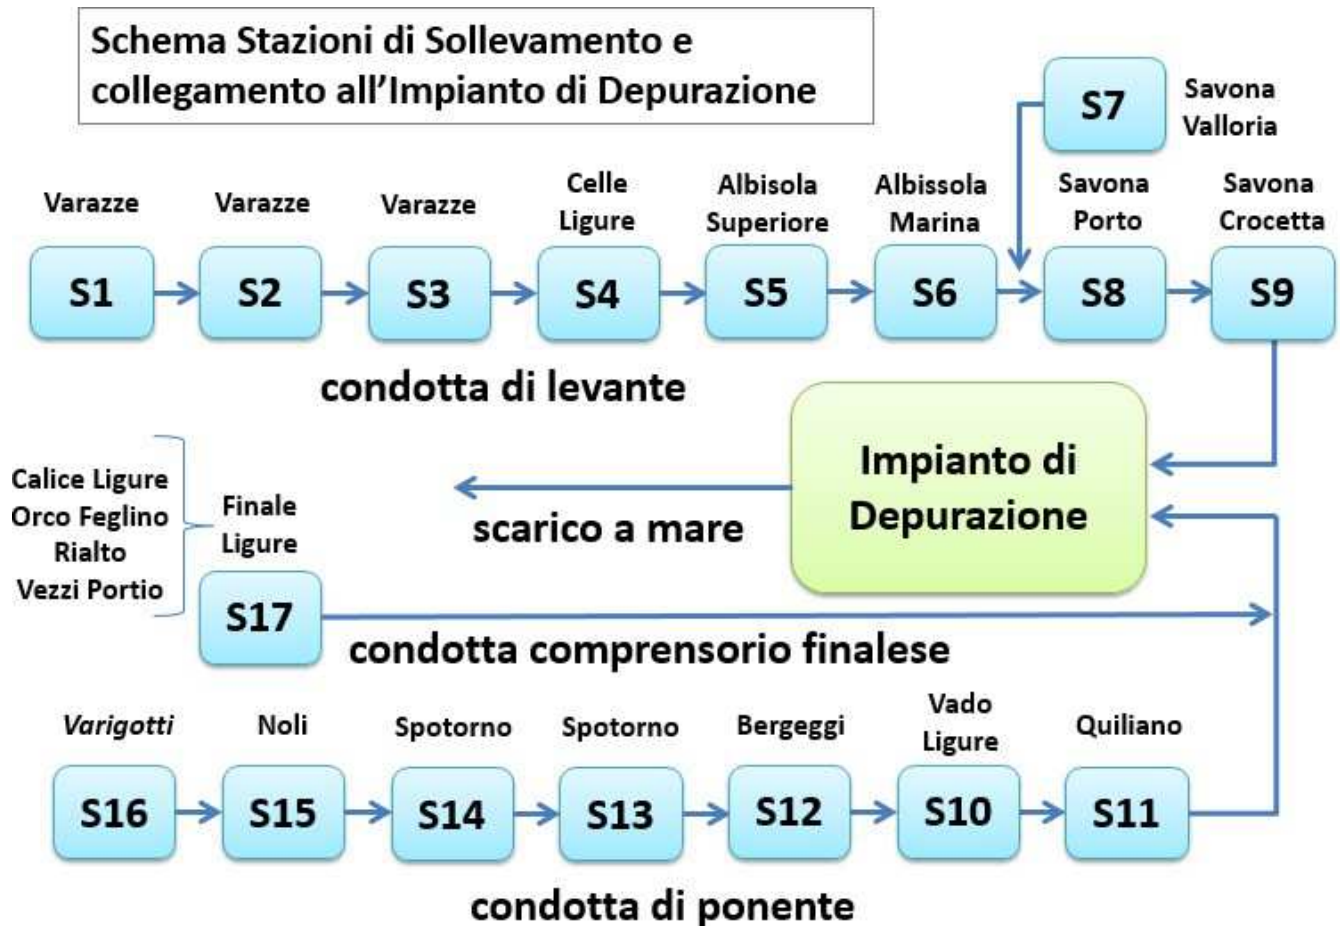 Schema Stazioni di Sollevamento e
collegamento all'Impianto di Depurazione
S7
Savona
Valloria
Varazze
Varazze
Varazze
Celle
Ligure
Albisola
Superiore
Albissola
Marina
Savona
Porto
Savona
Crocetta
S1
S2
S3
S4
S5
S6
S8
S9
condotta di levante
Impianto di
Depurazione
scarico a mare
Calice Ligure
Orco Feglino
Rialto
Vezzi Portio
Finale
Ligure
S17
condotta comprensorio finalese
Varigotti
Noli
Spotorno
Spotorno
Bergeggi
Vado
Ligure
Quiliano
S16
S15
S14
S13
S12
S10
S11
condotta di ponente